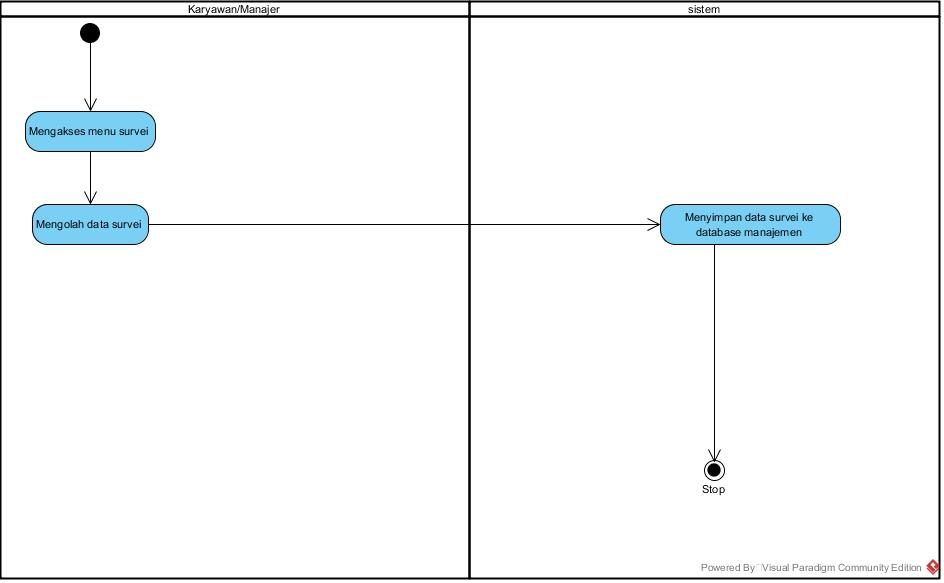 Karyawan/Manajer
sistem
Mengakses menu survei
Mengolah data survei
Menyimpan data survei ke
database manajemen
Stop
Powered By Visual Paradigm Community Edition